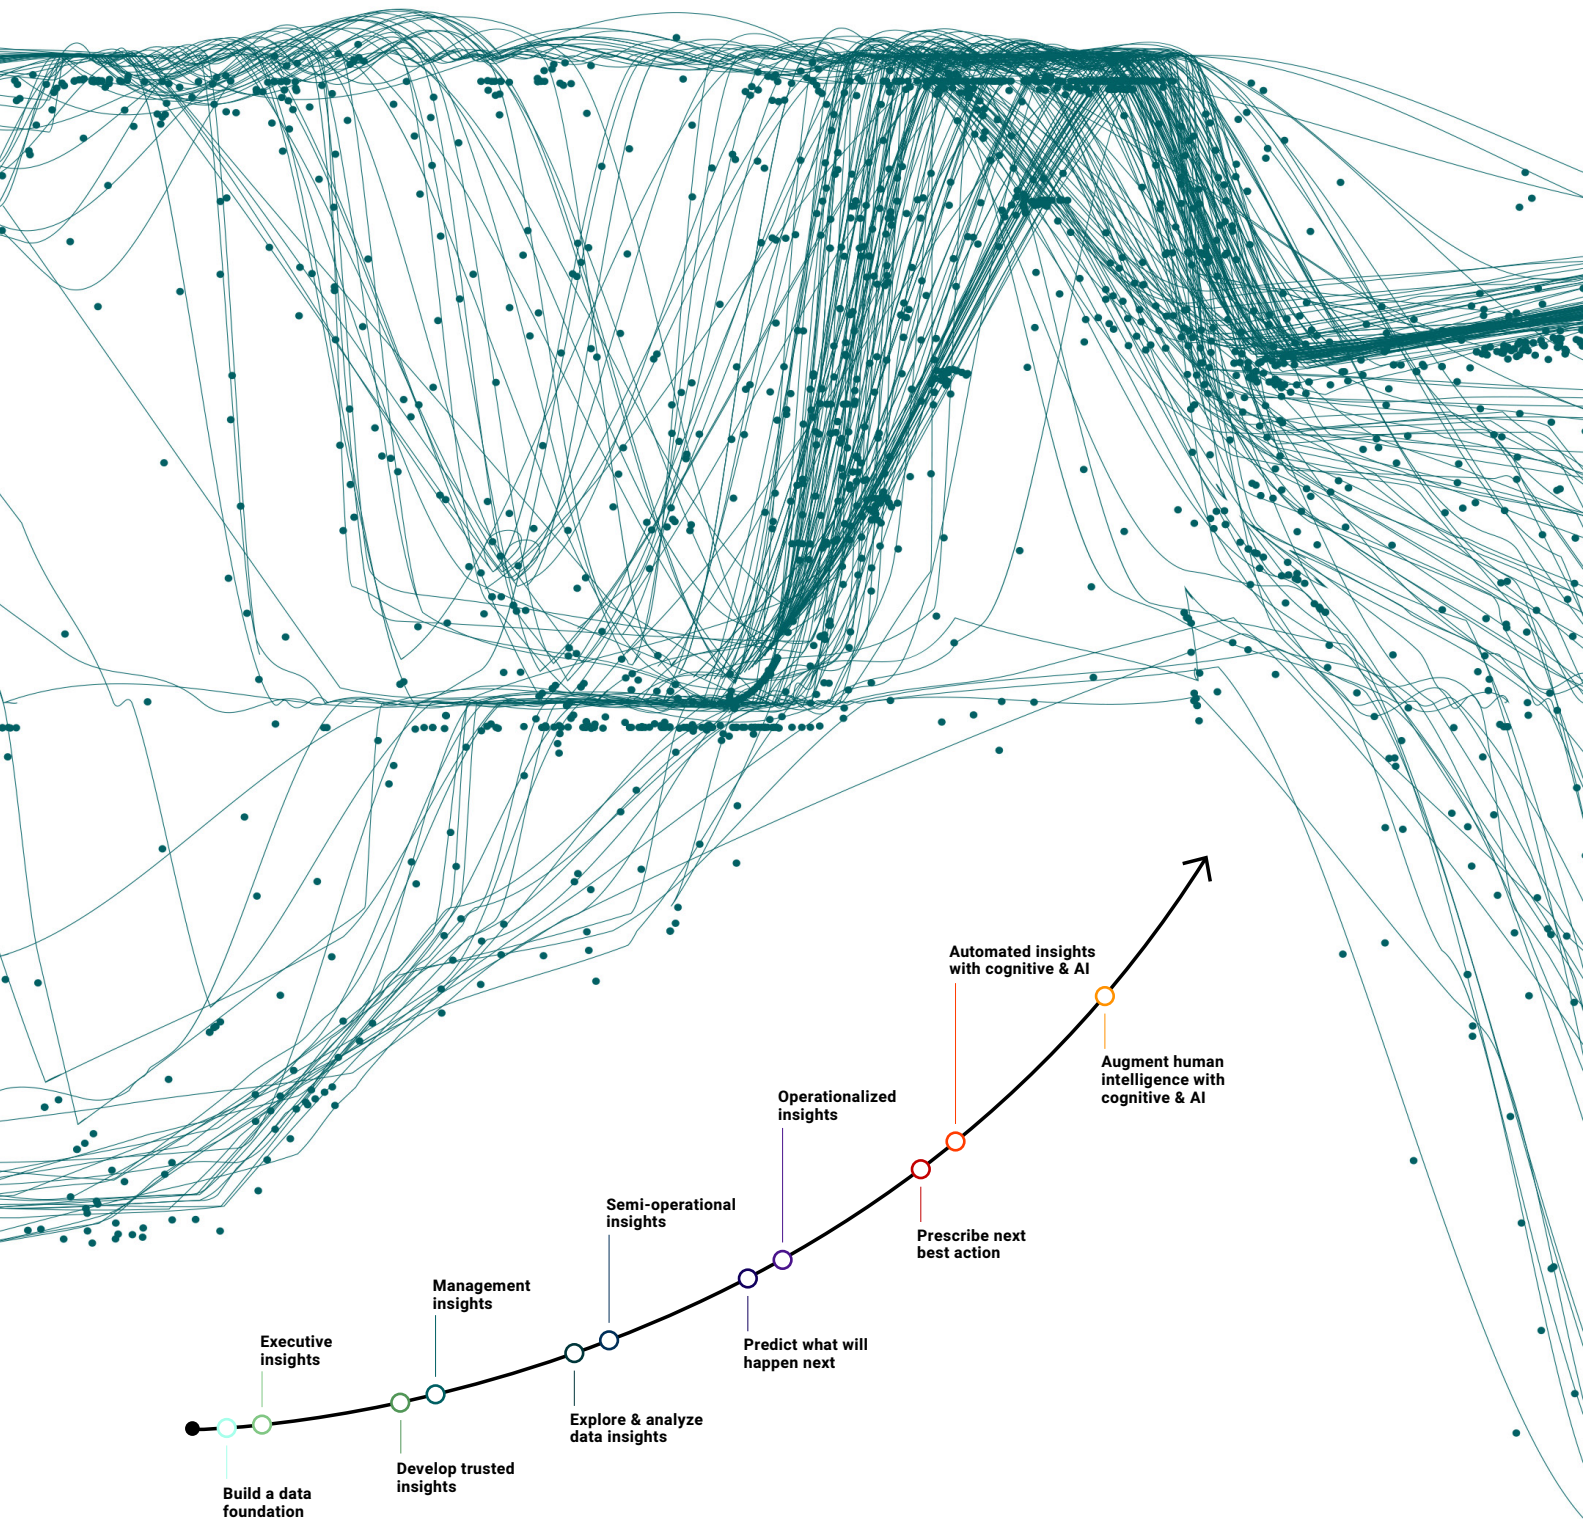 Automated insights
with cognitive & AI
Augment human
intelligence with
cognitive & AI
Operationalized
insights
Semi-operational
insights
Prescribe next
best action
Management
insights
Executive
insights
Predict what will
happen next
Explore & analyze
data insights
Develop trusted
insights
Build a data
foundation